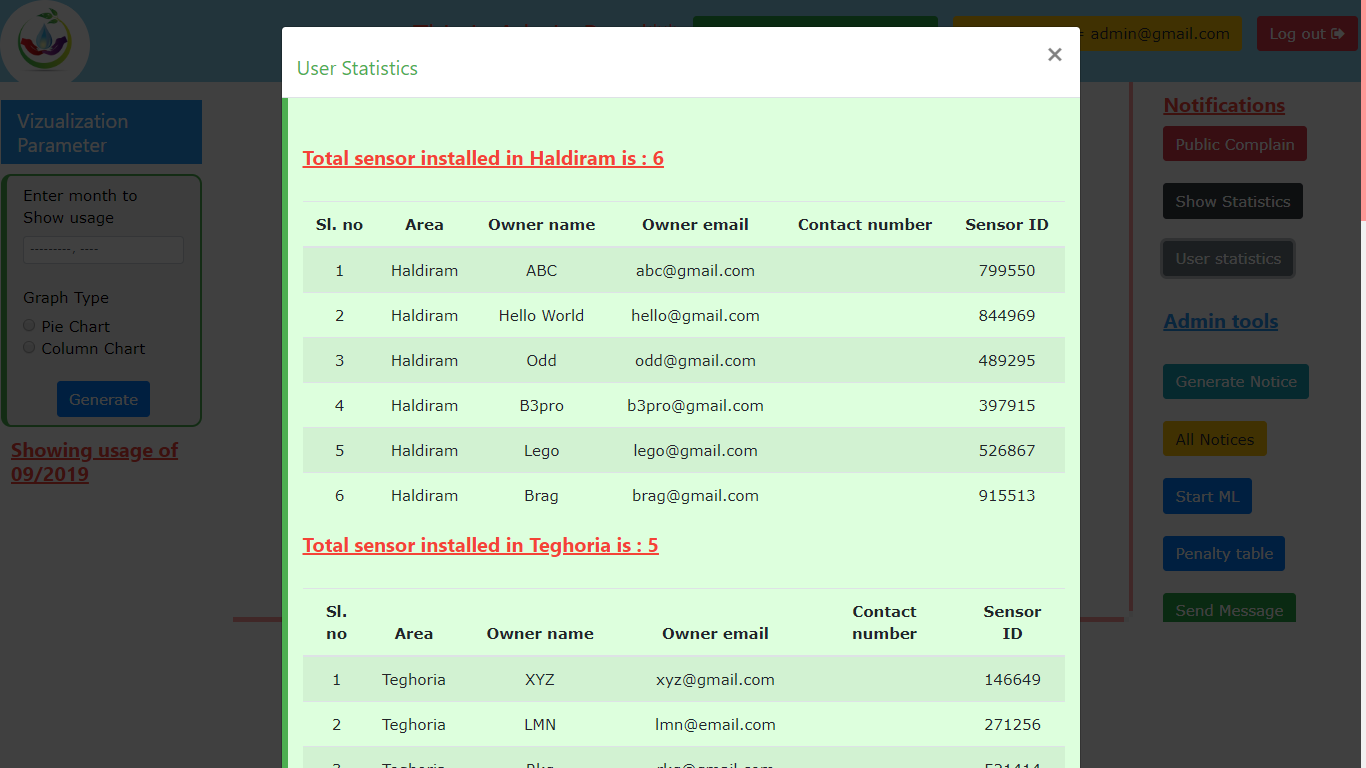 admin@gmail.com
Log out
User Statistics
×
Vizualization
Parameter
Enter month to
Show usage
---------, ----
Graph Type
Pie Chart
Column Chart
Generate
Showing usage of
09/2019
Total sensor installed in Haldiram is : 6
Sl. no Area Owner name Owner email Contact number Sensor ID
1 Haldiram ABC abc@gmail.com 799550
2 Haldiram Hello World hello@gmail.com 844969
3 Haldiram Odd odd@gmail.com 489295
4 Haldiram B3pro b3pro@gmail.com 397915
5 Haldiram Lego lego@gmail.com 526867
6 Haldiram Brag brag@gmail.com 915513
Total sensor installed in Teghoria is : 5
Sl.
no Area Owner name Owner email Contact
number Sensor
ID
1 Teghoria XYZ xyz@gmail.com 146649
2 Teghoria LMN lmn@email.com 271256
3 Teghoria
Notifications
Public Complain
Show Statistics
User statistics
Admin tools
Generate Notice
All Notices
Start ML
Penalty table
Send Message